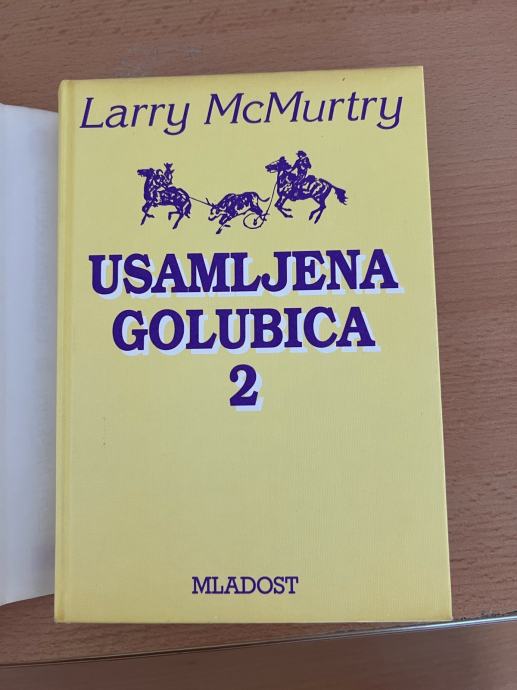 Larry McMurtry
USAMLJENA
GOLUBICA
2
MLADOST